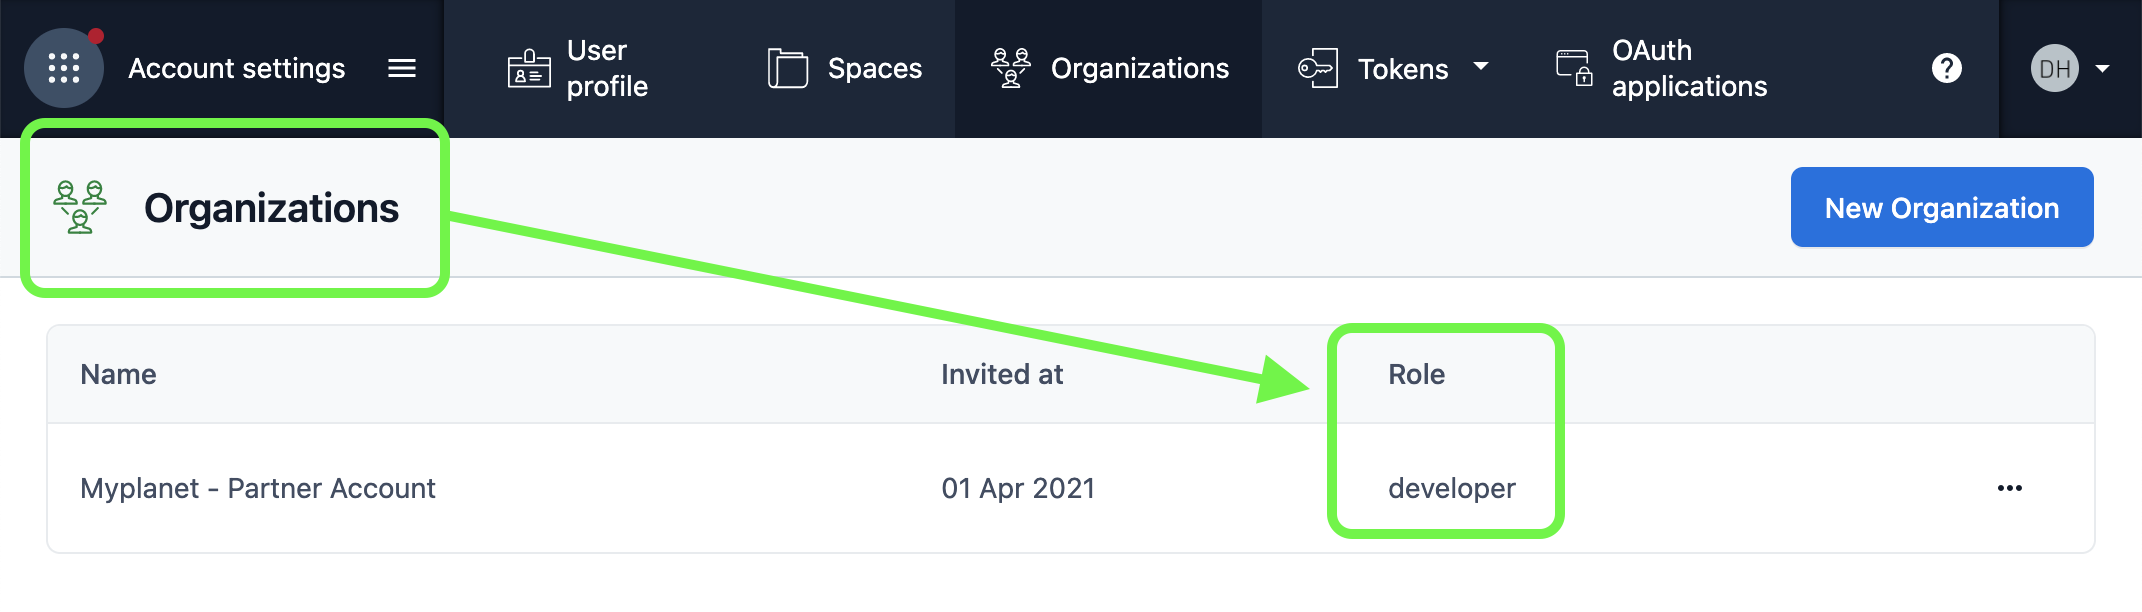 Account settings
User
profile
Spaces
Organizations
Tokens
OAuth
applications
?
DH
Organizations
New Organization
Name
Invited at
Role
Myplanet - Partner Account
01 Apr 2021
developer